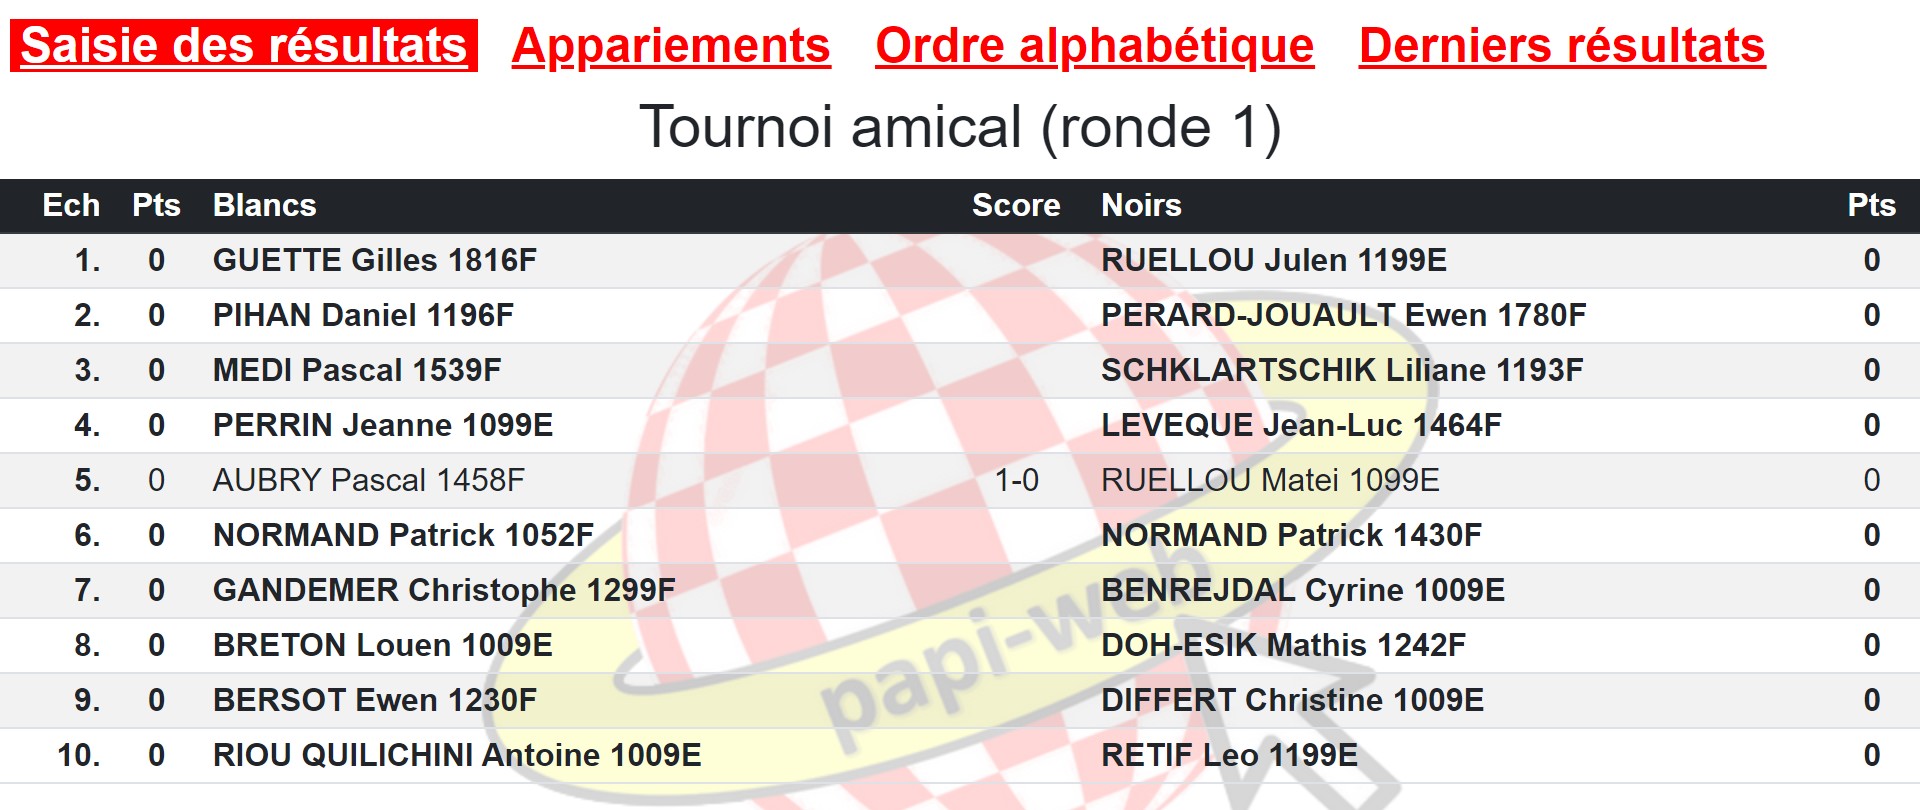 Saisie des résultats Appariements Ordre alphabétique Derniers résultats
Tournoi amical (ronde 1)
Ech Pts Blancs Score Noirs Pts
1. 0 GUETTE Gilles 1816F RUELLOU Julen 1199E 0
2. 0 PIHAN Daniel 1196F PERARD-JOUAULT Ewen 1780F 0
3. 0 MEDI Pascal 1539F SCHKLARTSCHIK Liliane 1193F 0
4. 0 PERRIN Jeanne 1099E LEVEQUE Jean-Luc 1464F 0
5. 0 AUBRY Pascal 1458F 1-0 RUELLOU Matei 1099E 0
6. 0 NORMAND Patrick 1052F NORMAND Patrick 1430F 0
7. 0 GANDEMER Christophe 1299F BENREJDAL Cyrine 1009E 0
8. 0 BRETON Louen 1009E DOH-ESIK Mathis 1242F 0
9. 0 BERSOT Ewen 1230F DIFFERT Christine 1009E 0
10. 0 RIOU QUILICHINI Antoine 1009E RETIF Leo 1199E 0
papi-web